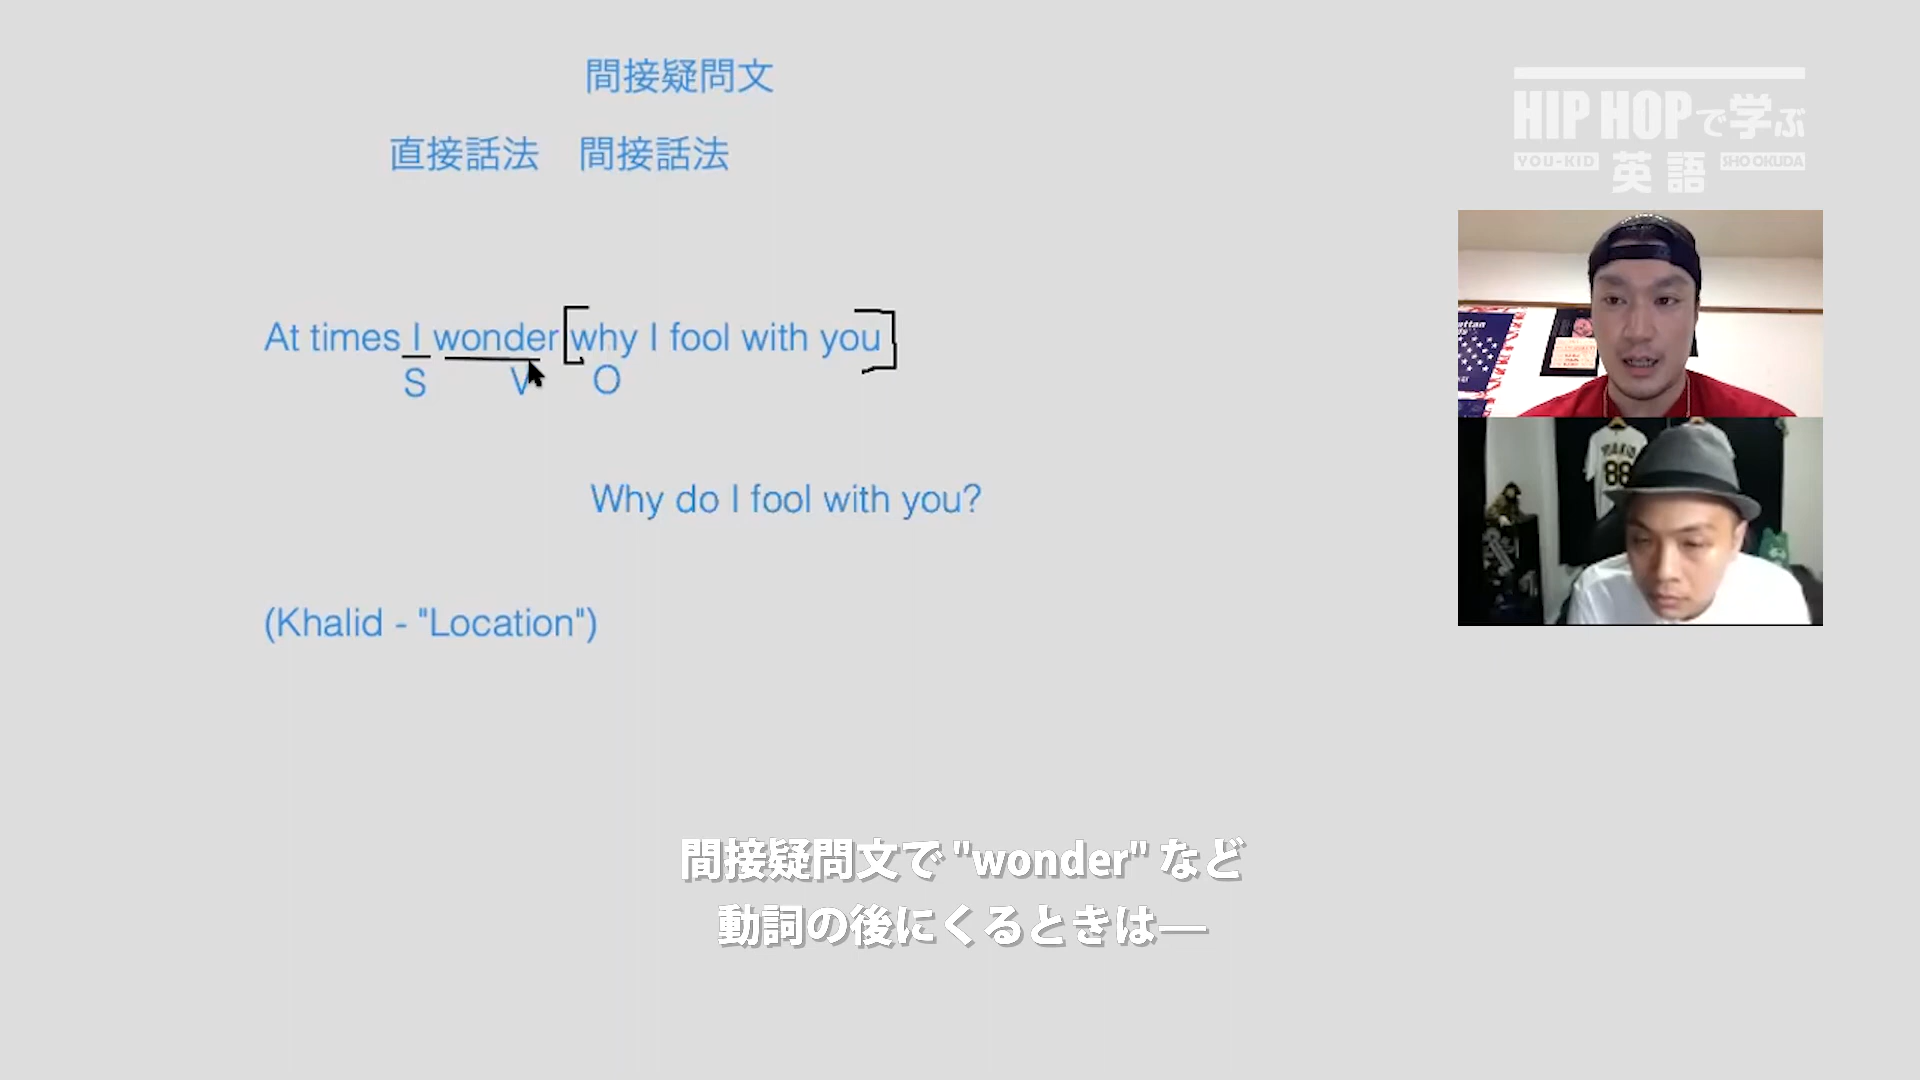 間接疑問文
直接話法 間接話法
At times I wonder why I fool with you
S V O
Why do I fool with you?
(Khalid - "Location")
HIP HOPで学ぶ
YOU-KID 英語 SHO OKUDA
88
間接疑問文で "wonder" など
動詞の後にくるときは—